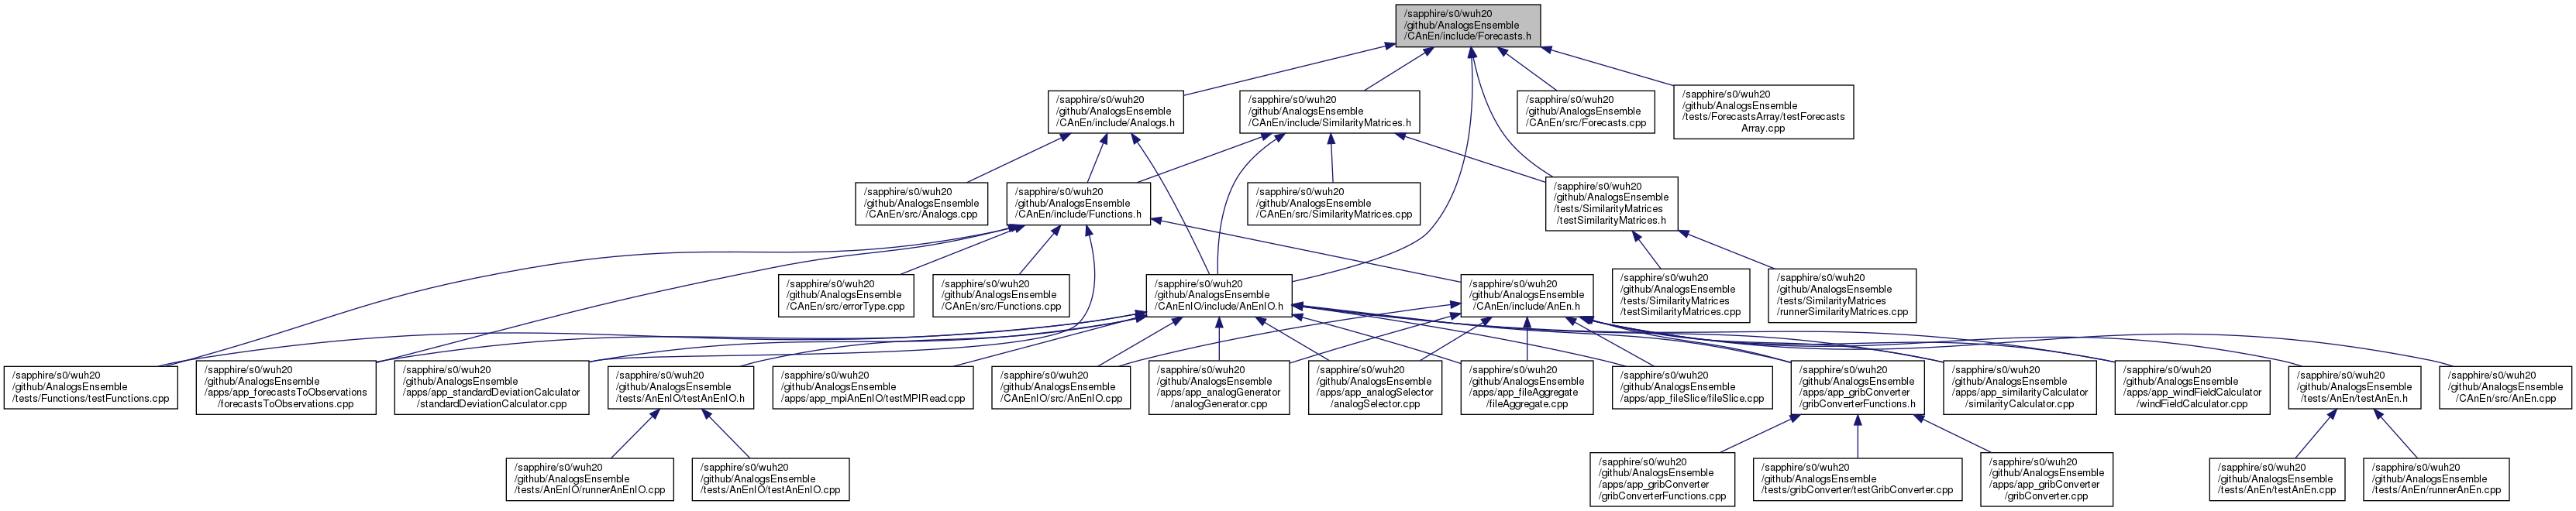 /sapphire/s0/wuh20
/github/AnalogsEnsemble
/CAnEn/include/Forecasts.h
/sapphire/s0/wuh20
/github/AnalogsEnsemble
/CAnEn/include/Analogs.h
/sapphire/s0/wuh20
/github/AnalogsEnsemble
/CAnEn/include/SimilarityMatrices.h
/sapphire/s0/wuh20
/github/AnalogsEnsemble
/CAnEn/src/Forecasts.cpp
/sapphire/s0/wuh20
/github/AnalogsEnsemble
/tests/ForecastsArray/testForecasts
Array.cpp
/sapphire/s0/wuh20
/github/AnalogsEnsemble
/CAnEn/src/Analogs.cpp
/sapphire/s0/wuh20
/github/AnalogsEnsemble
/CAnEn/include/Functions.h
/sapphire/s0/wuh20
/github/AnalogsEnsemble
/CAnEn/src/SimilarityMatrices.cpp
/sapphire/s0/wuh20
/github/AnalogsEnsemble
/tests/SimilarityMatrices
/testSimilarityMatrices.h
/sapphire/s0/wuh20
/github/AnalogsEnsemble
/CAnEn/src/errorType.cpp
/sapphire/s0/wuh20
/github/AnalogsEnsemble
/CAnEn/src/Functions.cpp
/sapphire/s0/wuh20
/github/AnalogsEnsemble
/CAnEnIO/include/AnEnIO.h
/sapphire/s0/wuh20
/github/AnalogsEnsemble
/CAnEn/include/AnEn.h
/sapphire/s0/wuh20
/github/AnalogsEnsemble
/tests/SimilarityMatrices
/testSimilarityMatrices.cpp
/sapphire/s0/wuh20
/github/AnalogsEnsemble
/tests/SimilarityMatrices
/runnerSimilarityMatrices.cpp
/sapphire/s0/wuh20
/github/AnalogsEnsemble
/tests/Functions/testFunctions.cpp
/sapphire/s0/wuh20
/github/AnalogsEnsemble
/apps/app_forecastsToObservations
/forecastsToObservations.cpp
/sapphire/s0/wuh20
/github/AnalogsEnsemble
/apps/app_standardDeviationCalculator
/standardDeviationCalculator.cpp
/sapphire/s0/wuh20
/github/AnalogsEnsemble
/tests/AnEnIO/testAnEnIO.h
/sapphire/s0/wuh20
/github/AnalogsEnsemble
/apps/app_mpiAnEnIO/testMPIRead.cpp
/sapphire/s0/wuh20
/github/AnalogsEnsemble
/CAnEnIO/src/AnEnIO.cpp
/sapphire/s0/wuh20
/github/AnalogsEnsemble
/apps/app_analogGenerator
/analogGenerator.cpp
/sapphire/s0/wuh20
/github/AnalogsEnsemble
/apps/app_analogSelector
/analogSelector.cpp
/sapphire/s0/wuh20
/github/AnalogsEnsemble
/apps/app_fileAggregate
/fileAggregate.cpp
/sapphire/s0/wuh20
/github/AnalogsEnsemble
/apps/app_fileSlice/fileSlice.cpp
/sapphire/s0/wuh20
/github/AnalogsEnsemble
/apps/app_gribConverter
/gribConverterFunctions.h
/sapphire/s0/wuh20
/github/AnalogsEnsemble
/apps/app_similarityCalculator
/similarityCalculator.cpp
/sapphire/s0/wuh20
/github/AnalogsEnsemble
/apps/app_windFieldCalculator
/windFieldCalculator.cpp
/sapphire/s0/wuh20
/github/AnalogsEnsemble
/tests/AnEn/testAnEn.h
/sapphire/s0/wuh20
/github/AnalogsEnsemble
/CAnEn/src/AnEn.cpp
/sapphire/s0/wuh20
/github/AnalogsEnsemble
/tests/AnEnIO/runnerAnEnIO.cpp
/sapphire/s0/wuh20
/github/AnalogsEnsemble
/tests/AnEnIO/testAnEnIO.cpp
/sapphire/s0/wuh20
/github/AnalogsEnsemble
/apps/app_gribConverter
/gribConverterFunctions.cpp
/sapphire/s0/wuh20
/github/AnalogsEnsemble
/tests/gribConverter/testGribConverter.cpp
/sapphire/s0/wuh20
/github/AnalogsEnsemble
/apps/app_gribConverter
/gribConverter.cpp
/sapphire/s0/wuh20
/github/AnalogsEnsemble
/tests/AnEn/testAnEn.cpp
/sapphire/s0/wuh20
/github/AnalogsEnsemble
/tests/AnEn/runnerAnEn.cpp